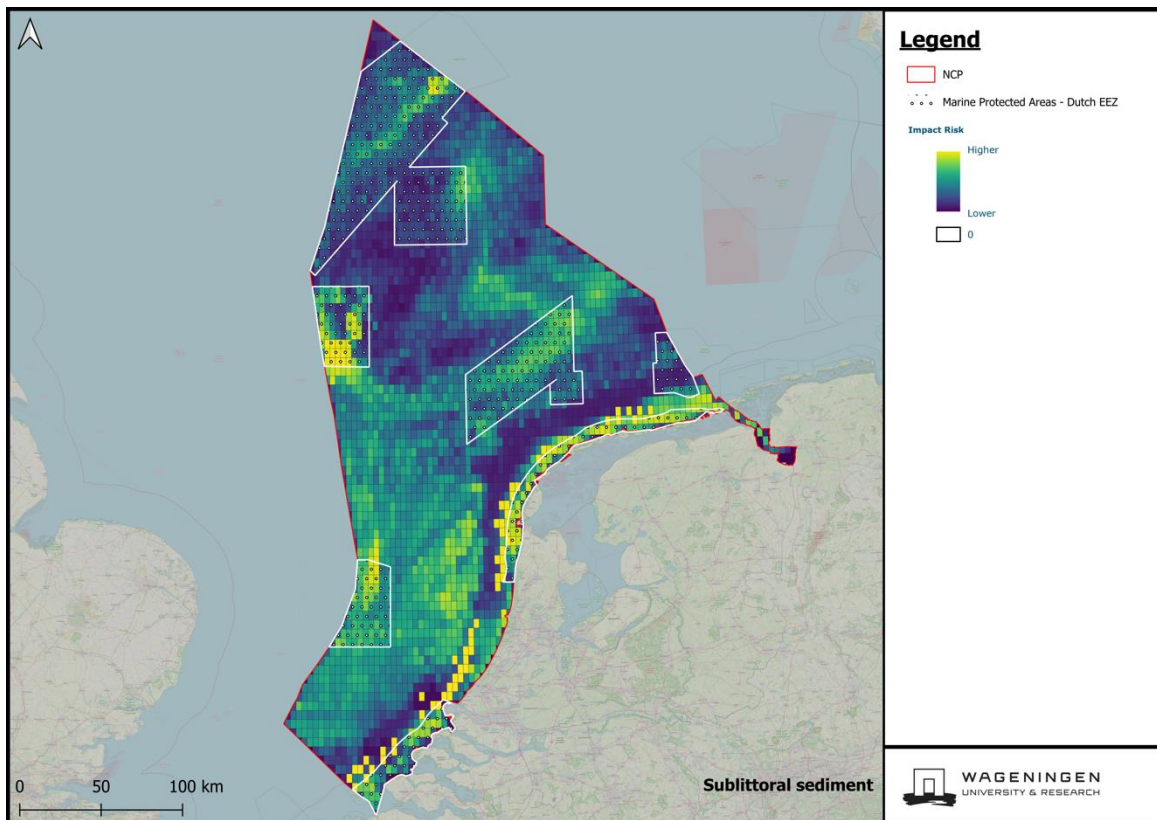 Legend
NCP
Marine Protected Areas - Dutch EEZ
Impact Risk
Higher
Lower
0
0 50 100 km
Sublittoral sediment
WAGENINGEN
UNIVERSITY & RESEARCH